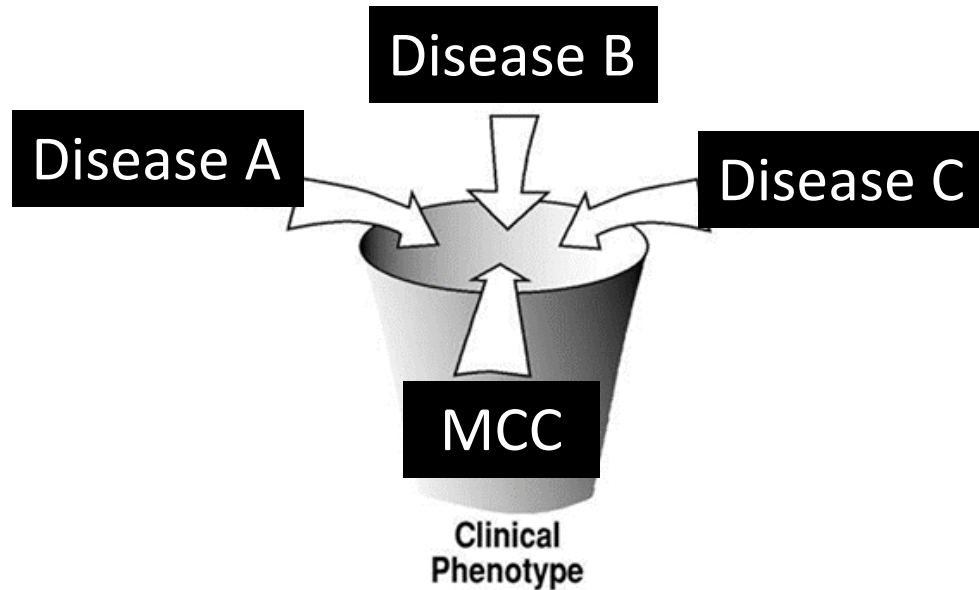 Disease B
Disease A
Disease C
MCC
Clinical
Phenotype